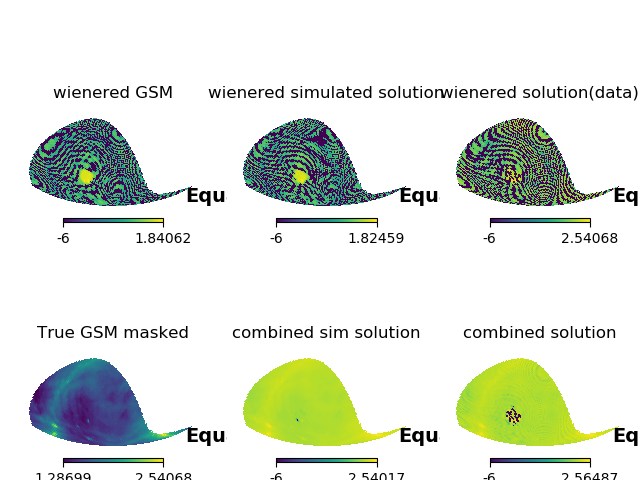 wienered GSM
wienered simulated solution
wienered solution(data)
Equ
Equ
Eq
-6 1.84062
-6 1.82459
-6 2.54068
True GSM masked
combined sim solution
combined solution
Equ
Equ
Eq
1.28699 2.54068
-6 2.54017
-6 2.56487